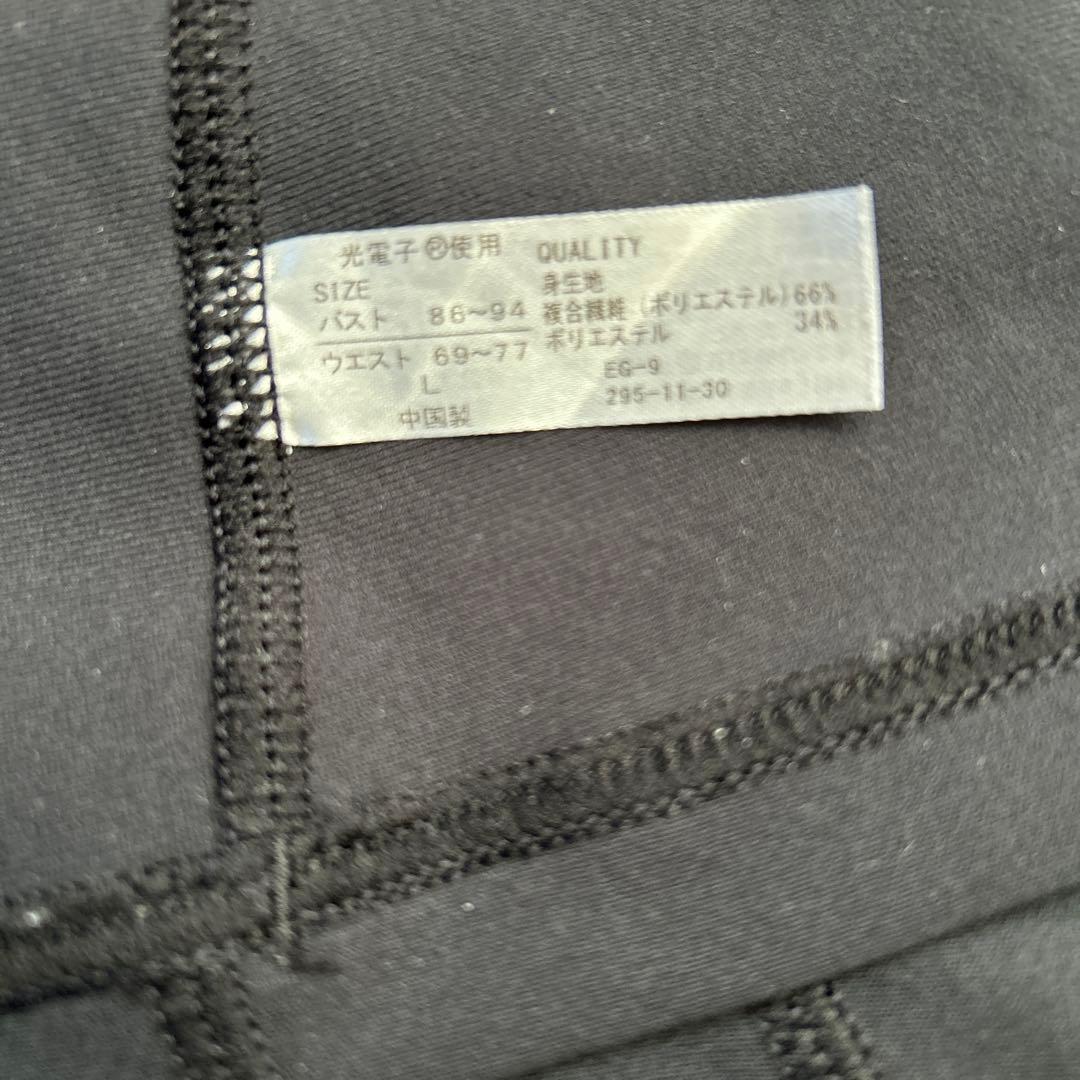 光電子®使用
SIZE
バスト 86~94
ウエスト 69~77
L
中国製
QUALITY
身生地
複合繊維(ポリエステル)66%
ポリエステル 34%
EG-9
295-11-30